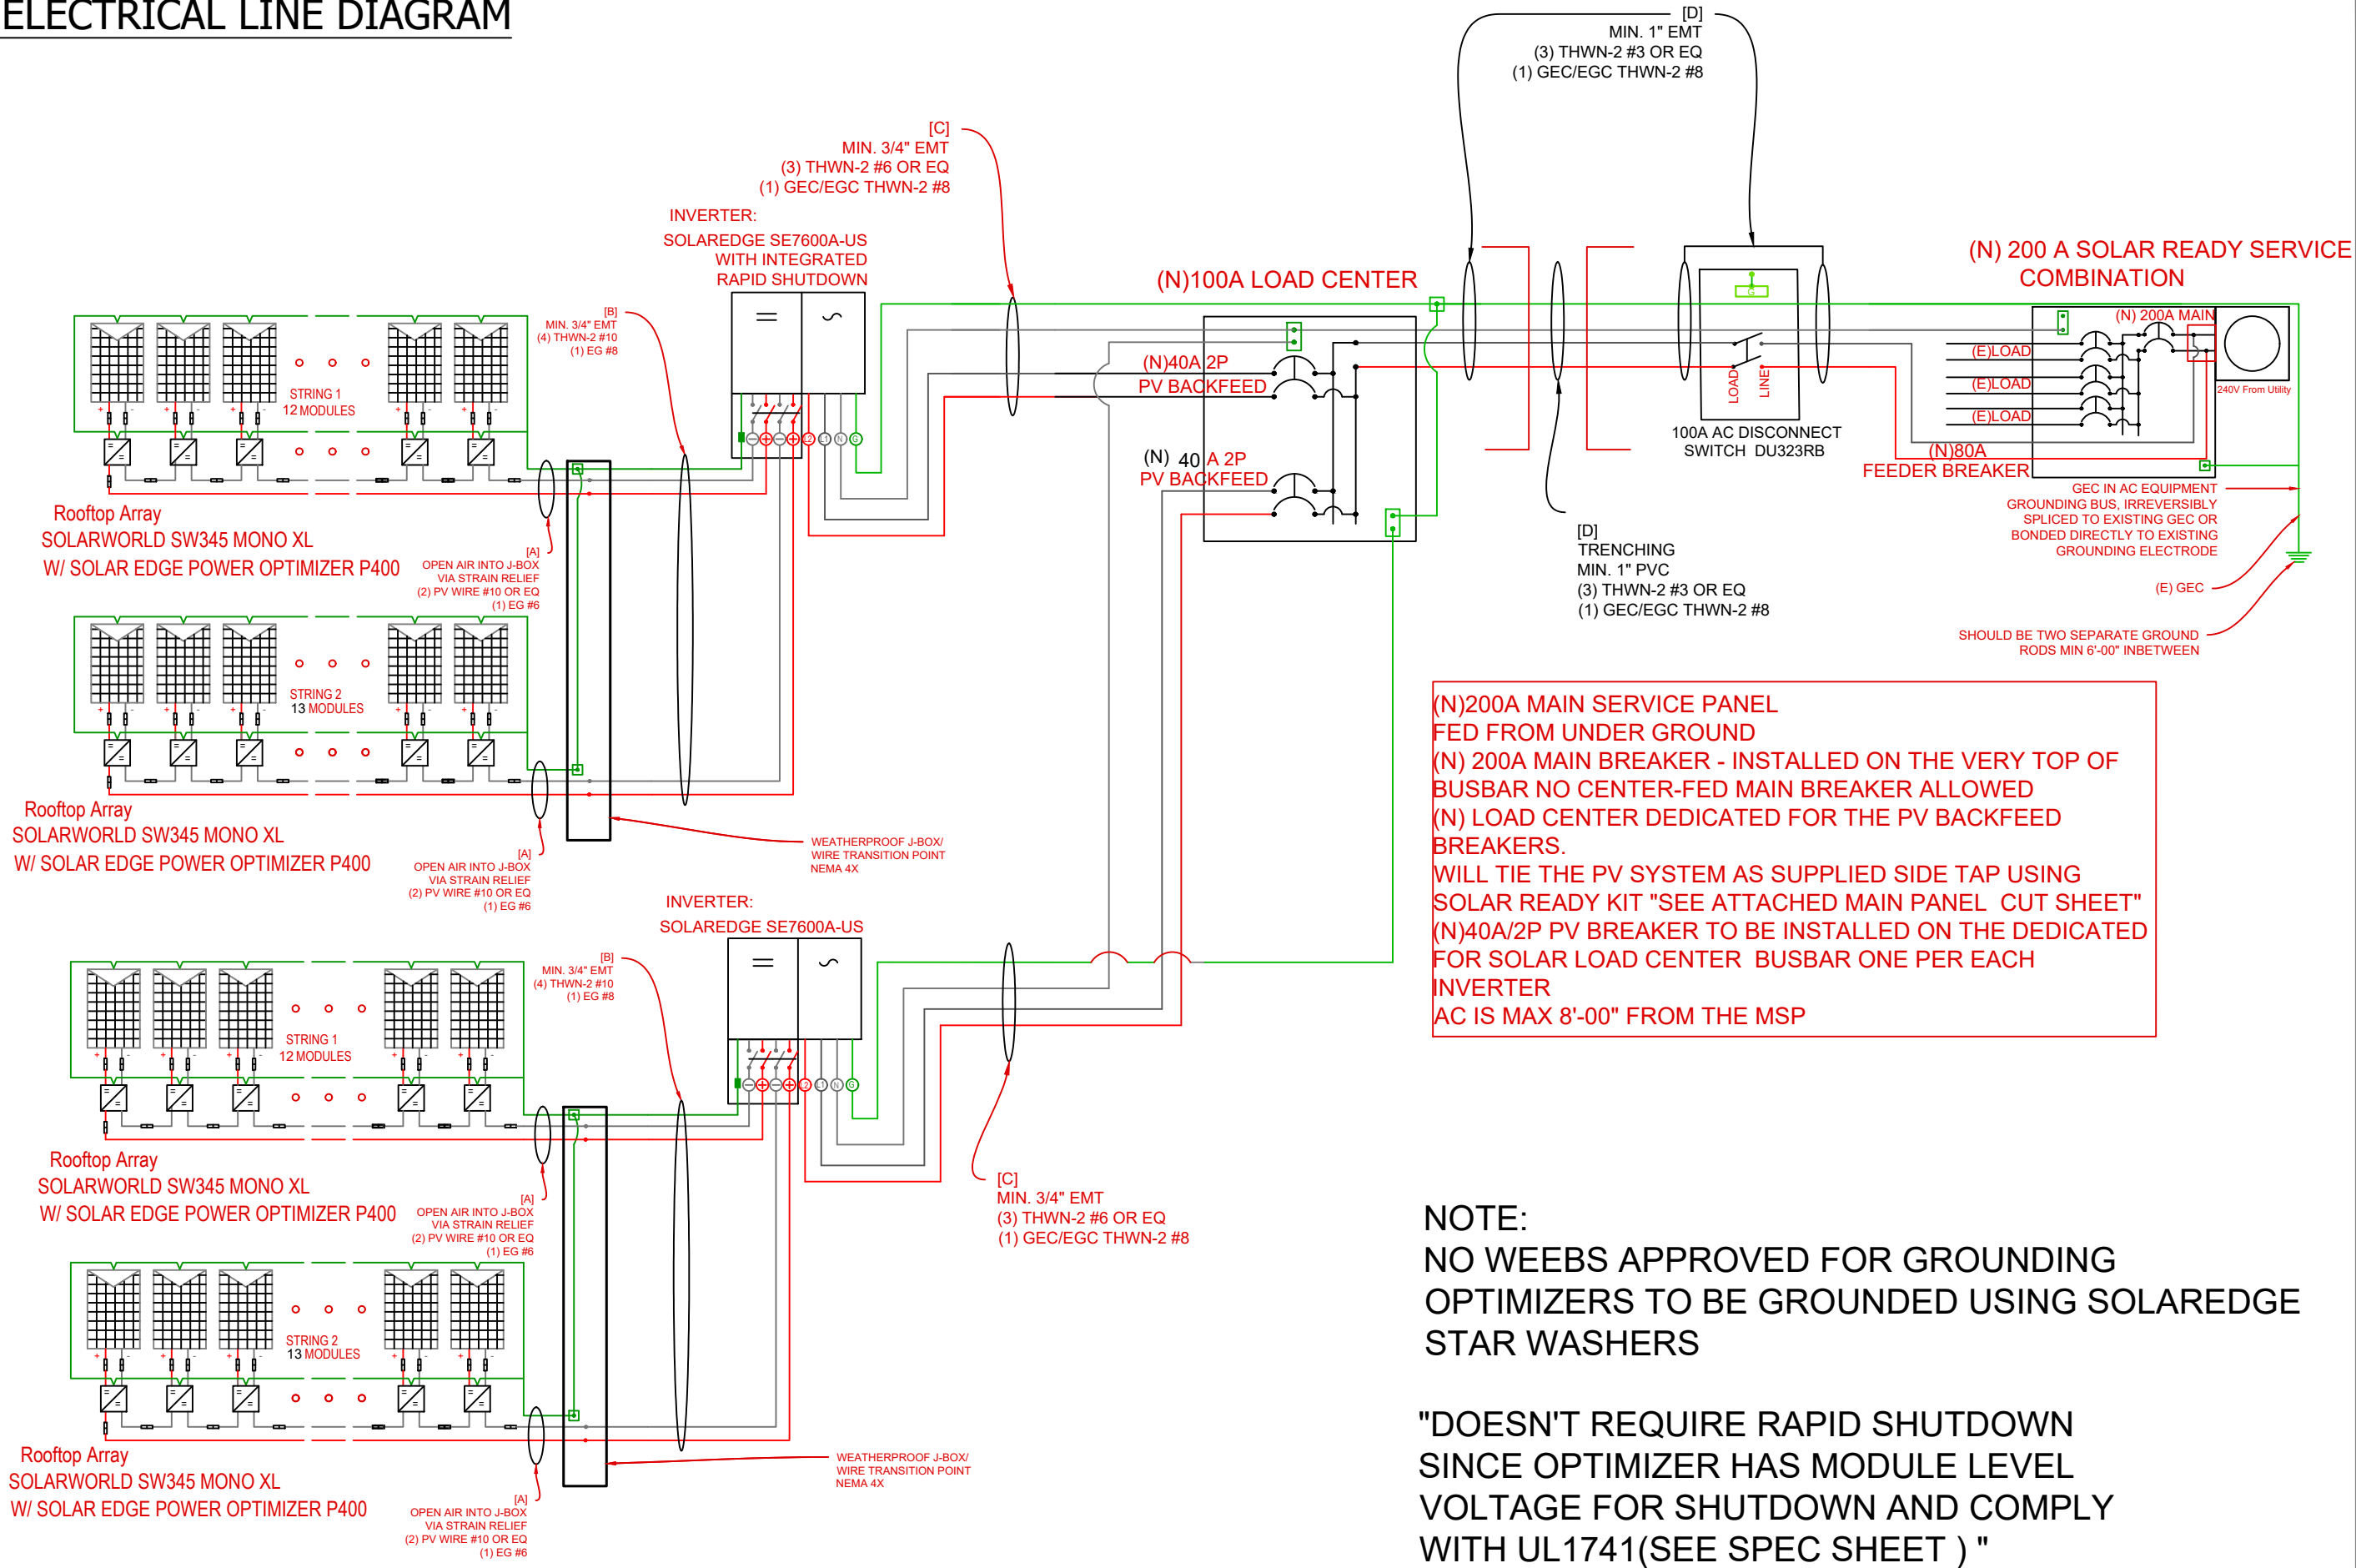 ELECTRICAL LINE DIAGRAM
[D]
MIN. 1" EMT
(3) THWN-2 #3 OR EQ
(1) GEC/EGC THWN-2 #8
[C]
MIN. 3/4" EMT
(3) THWN-2 #6 OR EQ
(1) GEC/EGC THWN-2 #8
INVERTER:
SOLAREDGE SE7600A-US
WITH INTEGRATED
RAPID SHUTDOWN
[B]
MIN. 3/4" EMT
(4) THWN-2 #10
(1) EG #8
STRING 1
12 MODULES
+ - + - + - + - + -
L2 L1 N G
Rooftop Array
SOLARWORLD SW345 MONO XL
W/ SOLAR EDGE POWER OPTIMIZER P400
[A]
OPEN AIR INTO J-BOX
VIA STRAIN RELIEF
(2) PV WIRE #10 OR EQ
(1) EG #6
STRING 2
13 MODULES
+ - + - + - + - + -
Rooftop Array
SOLARWORLD SW345 MONO XL
W/ SOLAR EDGE POWER OPTIMIZER P400
[A]
OPEN AIR INTO J-BOX
VIA STRAIN RELIEF
(2) PV WIRE #10 OR EQ
(1) EG #6
WEATHERPROOF J-BOX/
WIRE TRANSITION POINT
NEMA 4X
(N)100A LOAD CENTER
(N)40A 2P
PV BACKFEED
(N) 40 A 2P
PV BACKFEED
G
LOAD
LINE
100A AC DISCONNECT
SWITCH DU323RB
[D]
TRENCHING
MIN. 1" PVC
(3) THWN-2 #3 OR EQ
(1) GEC/EGC THWN-2 #8
(N) 200 A SOLAR READY SERVICE
COMBINATION
(N) 200A MAIN
(E)LOAD
(E)LOAD
(E)LOAD
240V From Utility
(N)80A
FEEDER BREAKER
GEC IN AC EQUIPMENT
GROUNDING BUS, IRREVERSIBLY
SPLICED TO EXISTING GEC OR
BONDED DIRECTLY TO EXISTING
GROUNDING ELECTRODE
(E) GEC
SHOULD BE TWO SEPARATE GROUND
RODS MIN 6'-00" INBETWEEN
(N)200A MAIN SERVICE PANEL
FED FROM UNDER GROUND
(N) 200A MAIN BREAKER - INSTALLED ON THE VERY TOP OF
BUSBAR NO CENTER-FED MAIN BREAKER ALLOWED
(N) LOAD CENTER DEDICATED FOR THE PV BACKFEED
BREAKERS.
WILL TIE THE PV SYSTEM AS SUPPLIED SIDE TAP USING
SOLAR READY KIT "SEE ATTACHED MAIN PANEL CUT SHEET"
(N)40A/2P PV BREAKER TO BE INSTALLED ON THE DEDICATED
FOR SOLAR LOAD CENTER BUSBAR ONE PER EACH
INVERTER
AC IS MAX 8'-00" FROM THE MSP
INVERTER:
SOLAREDGE SE7600A-US
[B]
MIN. 3/4" EMT
(4) THWN-2 #10
(1) EG #8
STRING 1
12 MODULES
+ - + - + - + - + -
L2 L1 N G
Rooftop Array
SOLARWORLD SW345 MONO XL
W/ SOLAR EDGE POWER OPTIMIZER P400
[A]
OPEN AIR INTO J-BOX
VIA STRAIN RELIEF
(2) PV WIRE #10 OR EQ
(1) EG #6
[C]
MIN. 3/4" EMT
(3) THWN-2 #6 OR EQ
(1) GEC/EGC THWN-2 #8
STRING 2
13 MODULES
+ - + - + - + - + -
Rooftop Array
SOLARWORLD SW345 MONO XL
W/ SOLAR EDGE POWER OPTIMIZER P400
[A]
OPEN AIR INTO J-BOX
VIA STRAIN RELIEF
(2) PV WIRE #10 OR EQ
(1) EG #6
WEATHERPROOF J-BOX/
WIRE TRANSITION POINT
NEMA 4X
NOTE:
NO WEEBS APPROVED FOR GROUNDING
OPTIMIZERS TO BE GROUNDED USING SOLAREDGE
STAR WASHERS
"DOESN'T REQUIRE RAPID SHUTDOWN
SINCE OPTIMIZER HAS MODULE LEVEL
VOLTAGE FOR SHUTDOWN AND COMPLY
WITH UL1741(SEE SPEC SHEET ) "